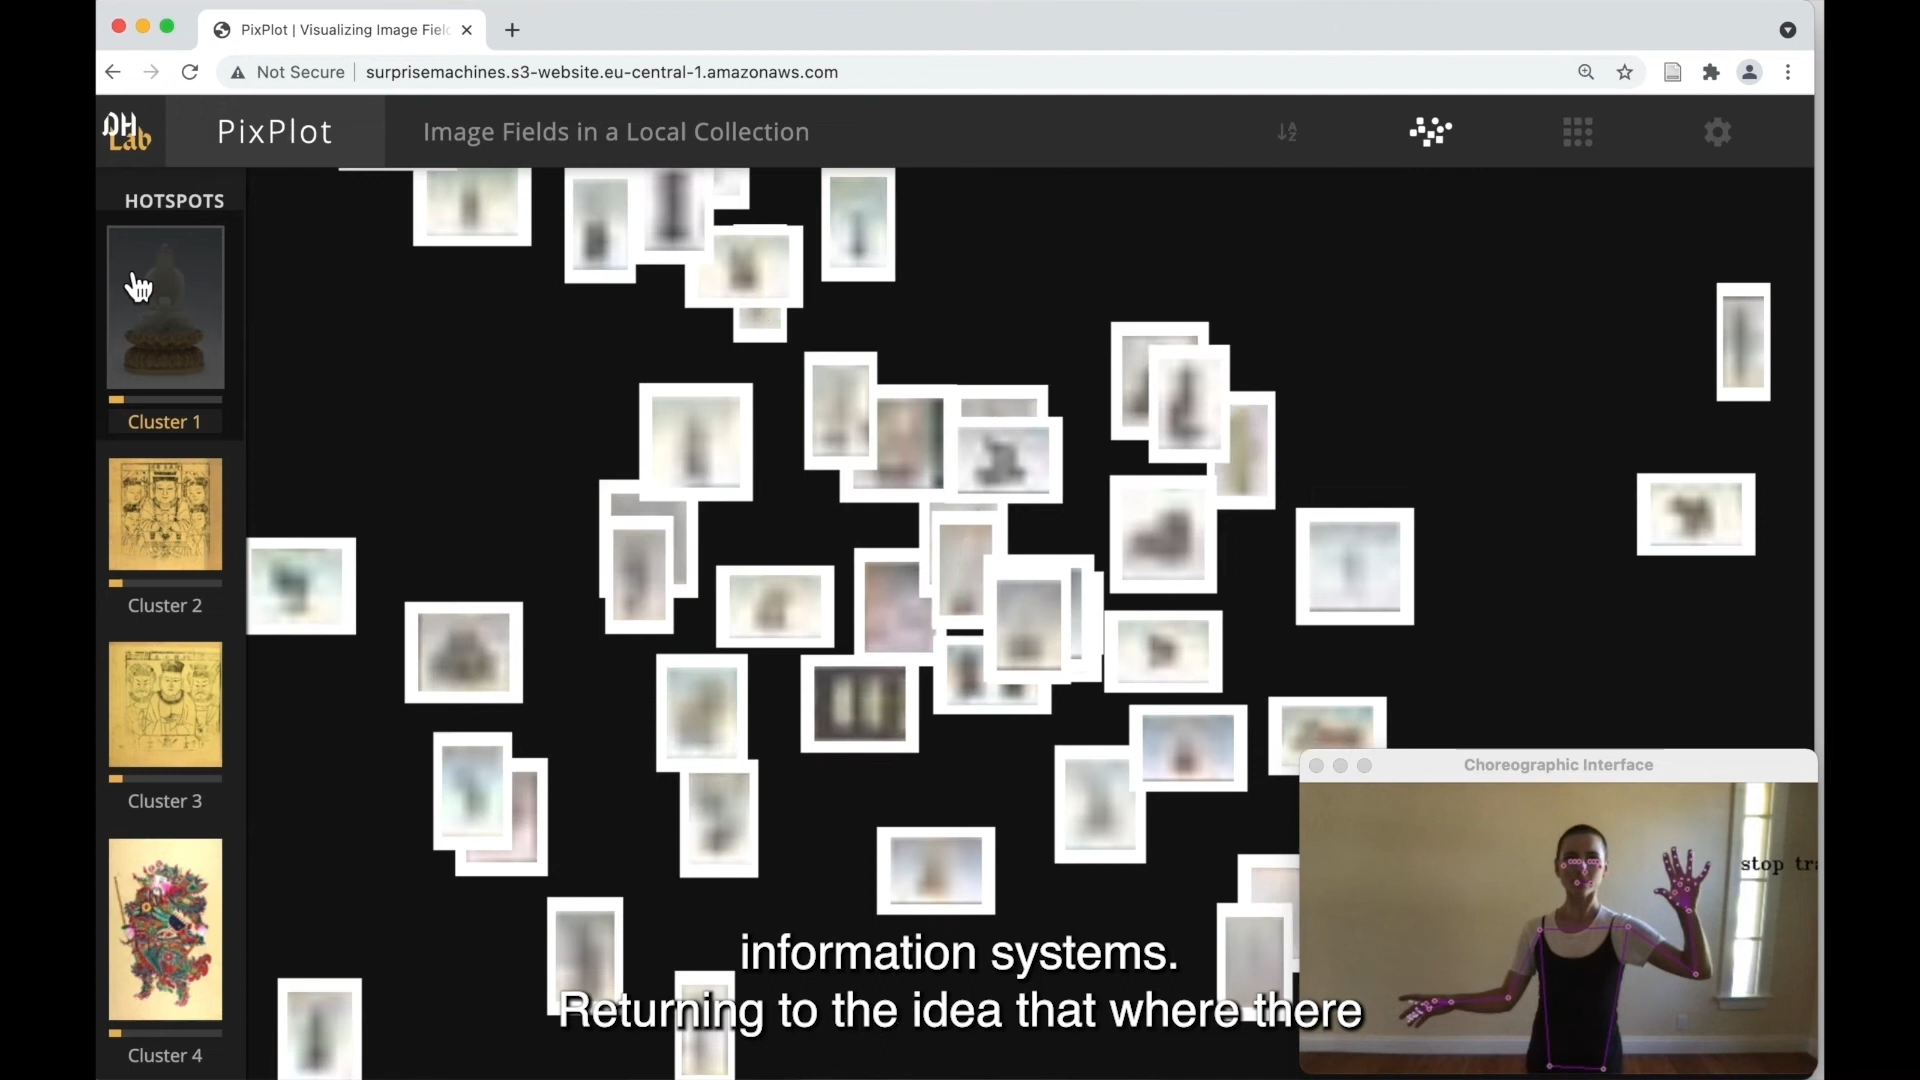 PixPlot | Visualizing Image Fiel
Not Secure
surprisemachines.s3-website.eu-central-1.amazonaws.com
DH Lab
PixPlot
Image Fields in a Local Collection
HOTSPOTS
Cluster 1
Cluster 2
Cluster 3
Cluster 4
Choreographic Interface
stop tra
information systems.
Returning to the idea that where there